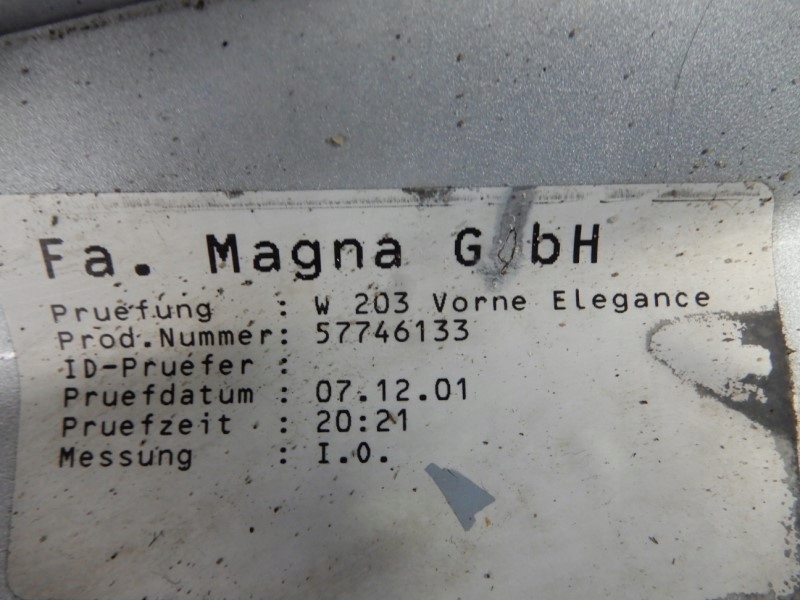 Fa. Magna GmbH
Pruefung : W 203 Vorne Elegance
Prod.Nummer: 57746133
ID-Pruefer :
Pruefdatum : 07.12.01
Pruefzeit : 20:21
Messung : I.O.